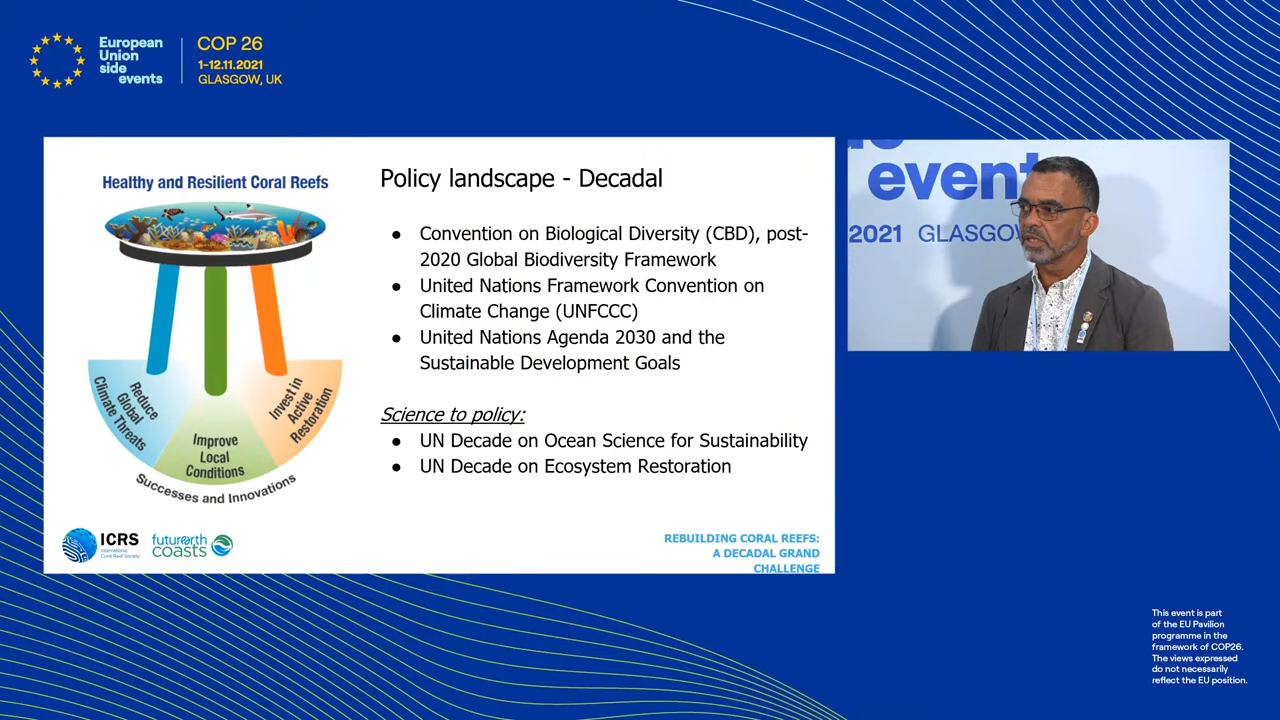 European
Union
side
events
COP 26
1-12.11.2021
GLASGOW, UK
Healthy and Resilient Coral Reefs
Reduce
Global
Climate Threats
Improve
Local
Conditions
Invest in
Active
Restoration
Successes and Innovations
ICRS
International
Coral Reef Society
COASTS
Policy landscape - Decadal
● Convention on Biological Diversity (CBD), post-
2020 Global Biodiversity Framework
● United Nations Framework Convention on
Climate Change (UNFCCC)
● United Nations Agenda 2030 and the
Sustainable Development Goals
Science to policy:
● UN Decade on Ocean Science for Sustainability
● UN Decade on Ecosystem Restoration
REBUILDING CORAL REEFS:
A DECADAL GRAND
CHALLENGE
event
2021 GLASGOW
This event is part
of the EU Pavilion
programme in the
framework of COP26.
The views expressed
do not necessarily
reflect the EU position.